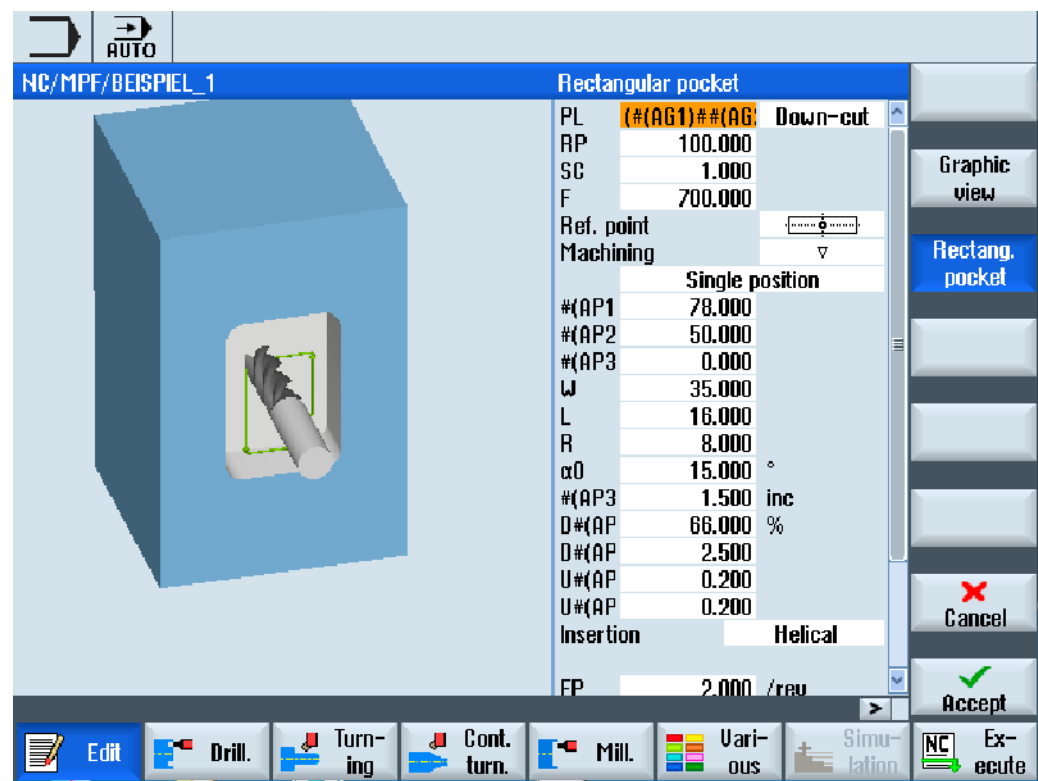 AUTO
NC/MPF/BEISPIEL_1
Rectangular pocket
PL (#(AG1)##(AG: Down-cut
RP 100.000
SC 1.000
F 700.000
Ref. point
Machining ▽
Single position
#(AP1 78.000
#(AP2 50.000
#(AP3 0.000
W 35.000
L 16.000
R 8.000
α0 15.000 °
#(AP3 1.500 inc
D#(AP 66.000 %
D#(AP 2.500
U#(AP 0.200
U#(AP 0.200
Insertion Helical
EP 2.000 /rev
Graphic
view
Rectang.
pocket
Cancel
Accept
>
Edit
Drill.
Turn-
ing
Cont.
turn.
Mill.
Vari-
ous
Simu-
lation
NC
Ex-
ecute